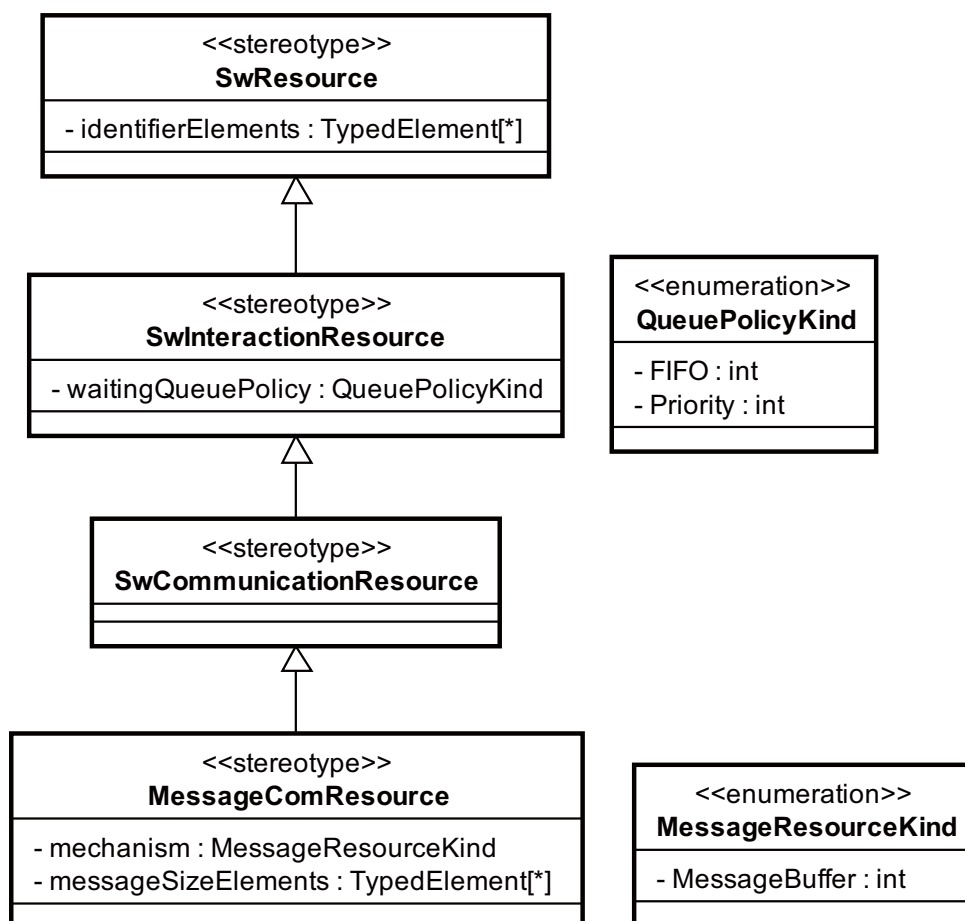 <<stereotype>>
SwResource
- identifierElements : TypedElement[*]
<<stereotype>>
SwInteractionResource
- waitingQueuePolicy : QueuePolicyKind
<<enumeration>>
QueuePolicyKind
- FIFO : int
- Priority : int
<<stereotype>>
SwCommunicationResource
<<stereotype>>
MessageComResource
- mechanism : MessageResourceKind
- messageSizeElements : TypedElement[*]
<<enumeration>>
MessageResourceKind
- MessageBuffer : int